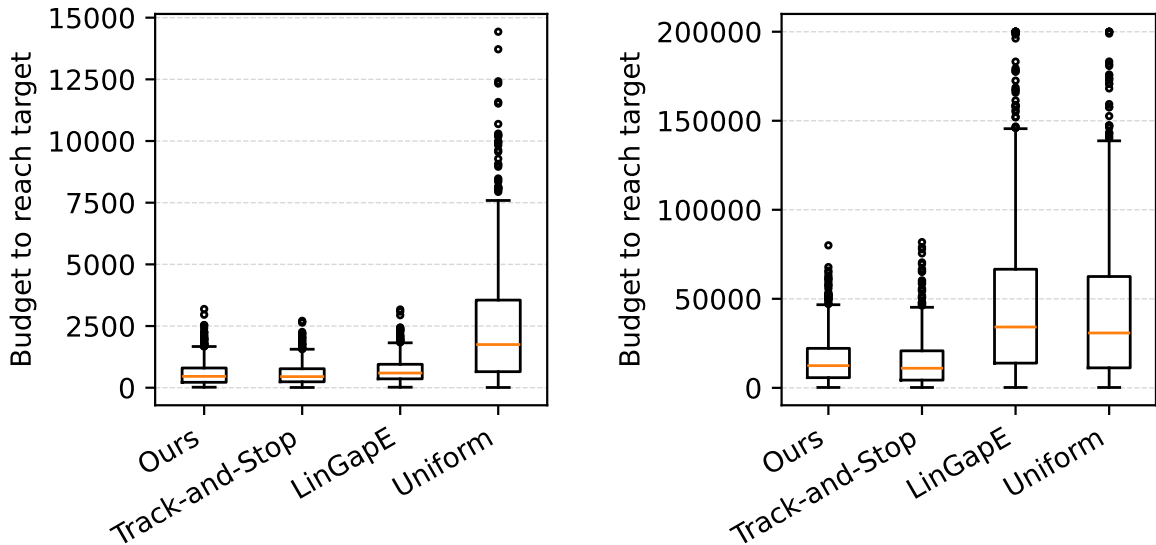 Budget to reach target
15000
12500
10000
7500
5000
2500
0
Ours
Track-and-Stop
LinGapE
Uniform
Budget to reach target
200000
150000
100000
50000
0
Ours
Track-and-Stop
LinGapE
Uniform